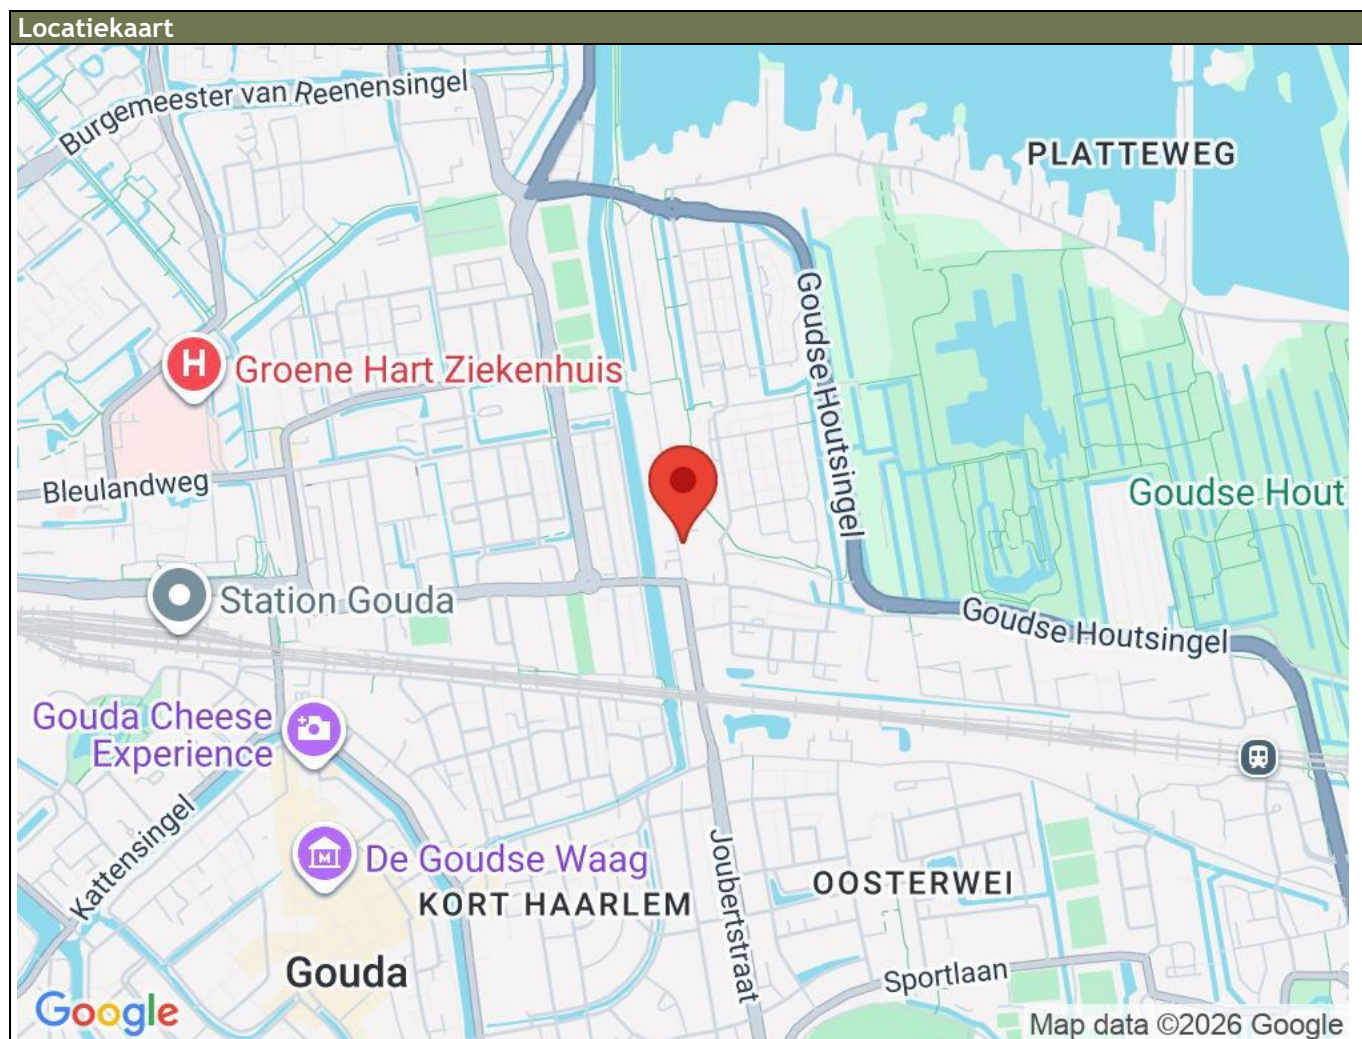 Locatiekaart
Burgemeester van Reenensingel
PLATTEWEG
Goudse Houtsingel
H
Groene Hart Ziekenhuis
Bleulandweg
Goudse Hout
Station Gouda
Goudse Houtsingel
Gouda Cheese
Experience
Kattensingel
M
De Goudse Waag
Joubertstraat
OOSTERWEI
KORT HAARLEM
Gouda
Sportlaan
Google
Map data ©2026 Google